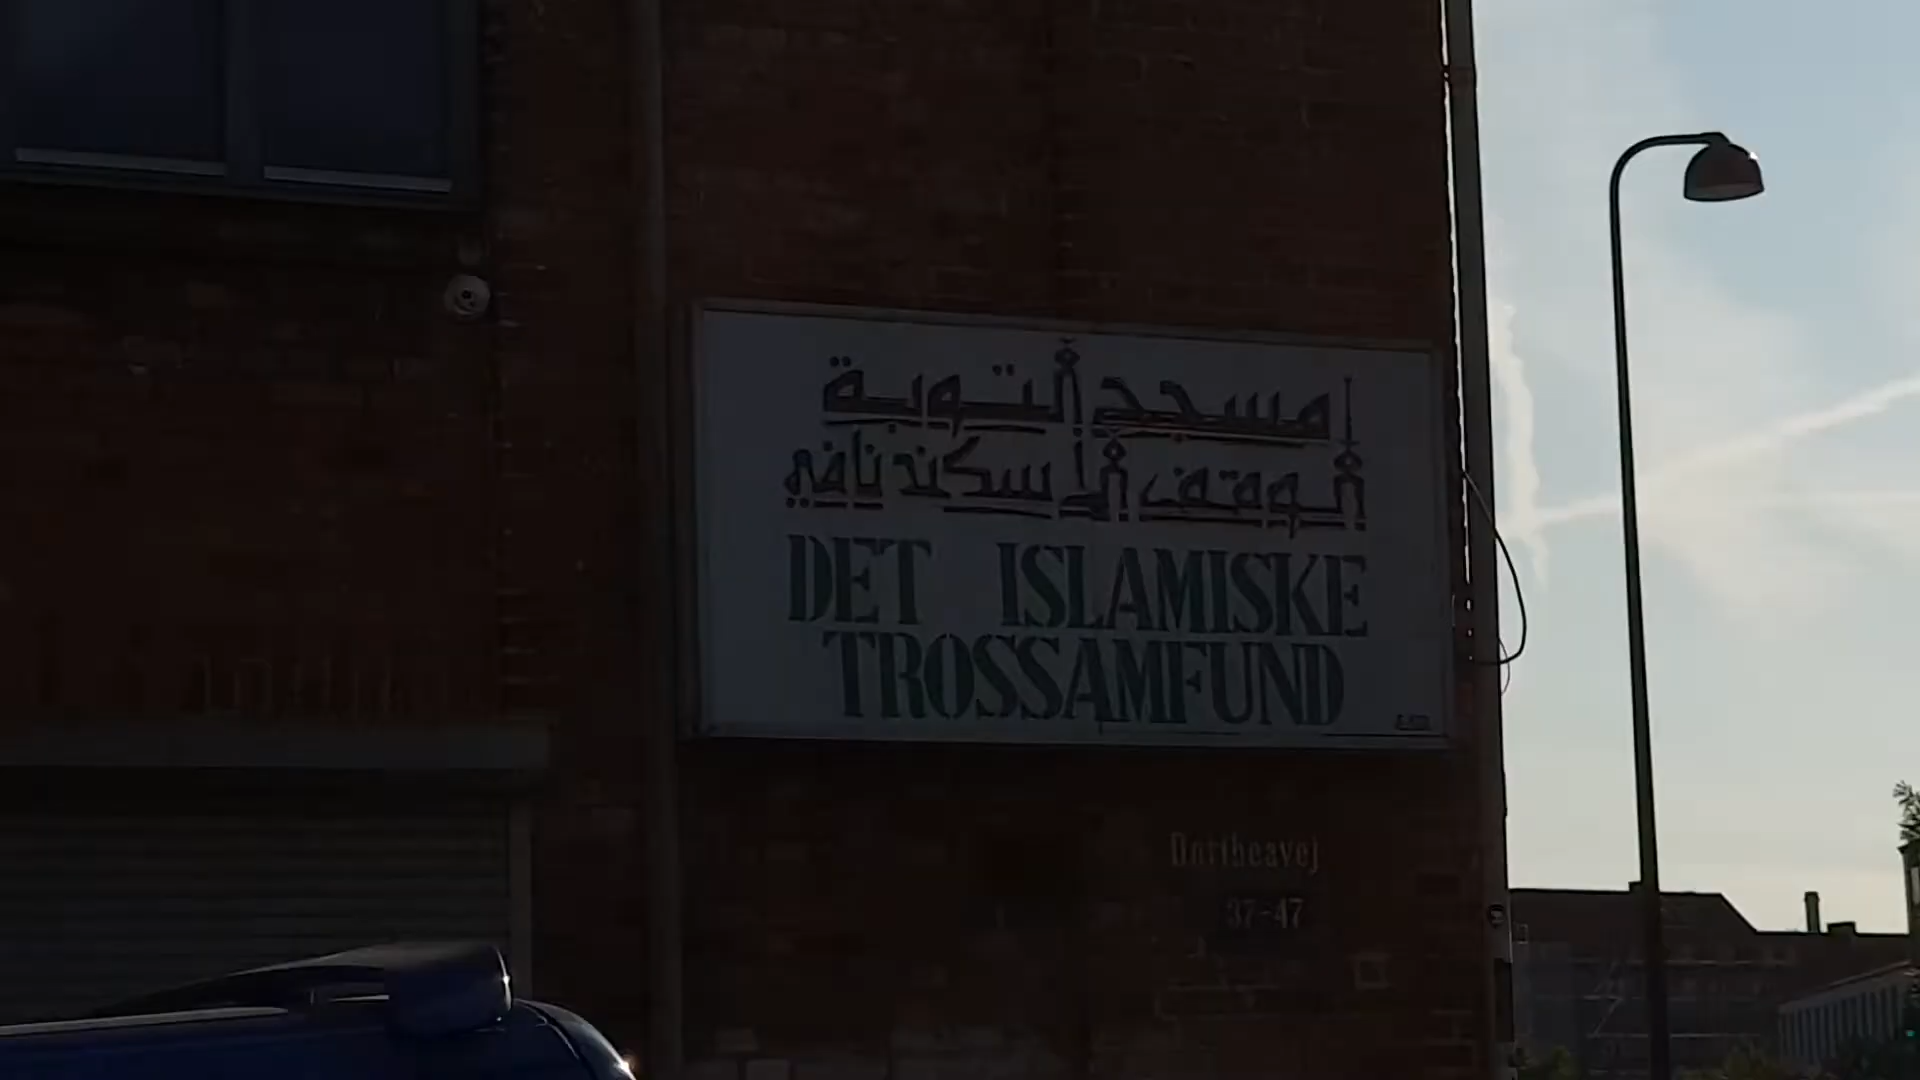 مسجد التوبة
الوقف الاسكندنافي
DET ISLAMISKE
TROSSAMFUND
Dortheavej
37-47